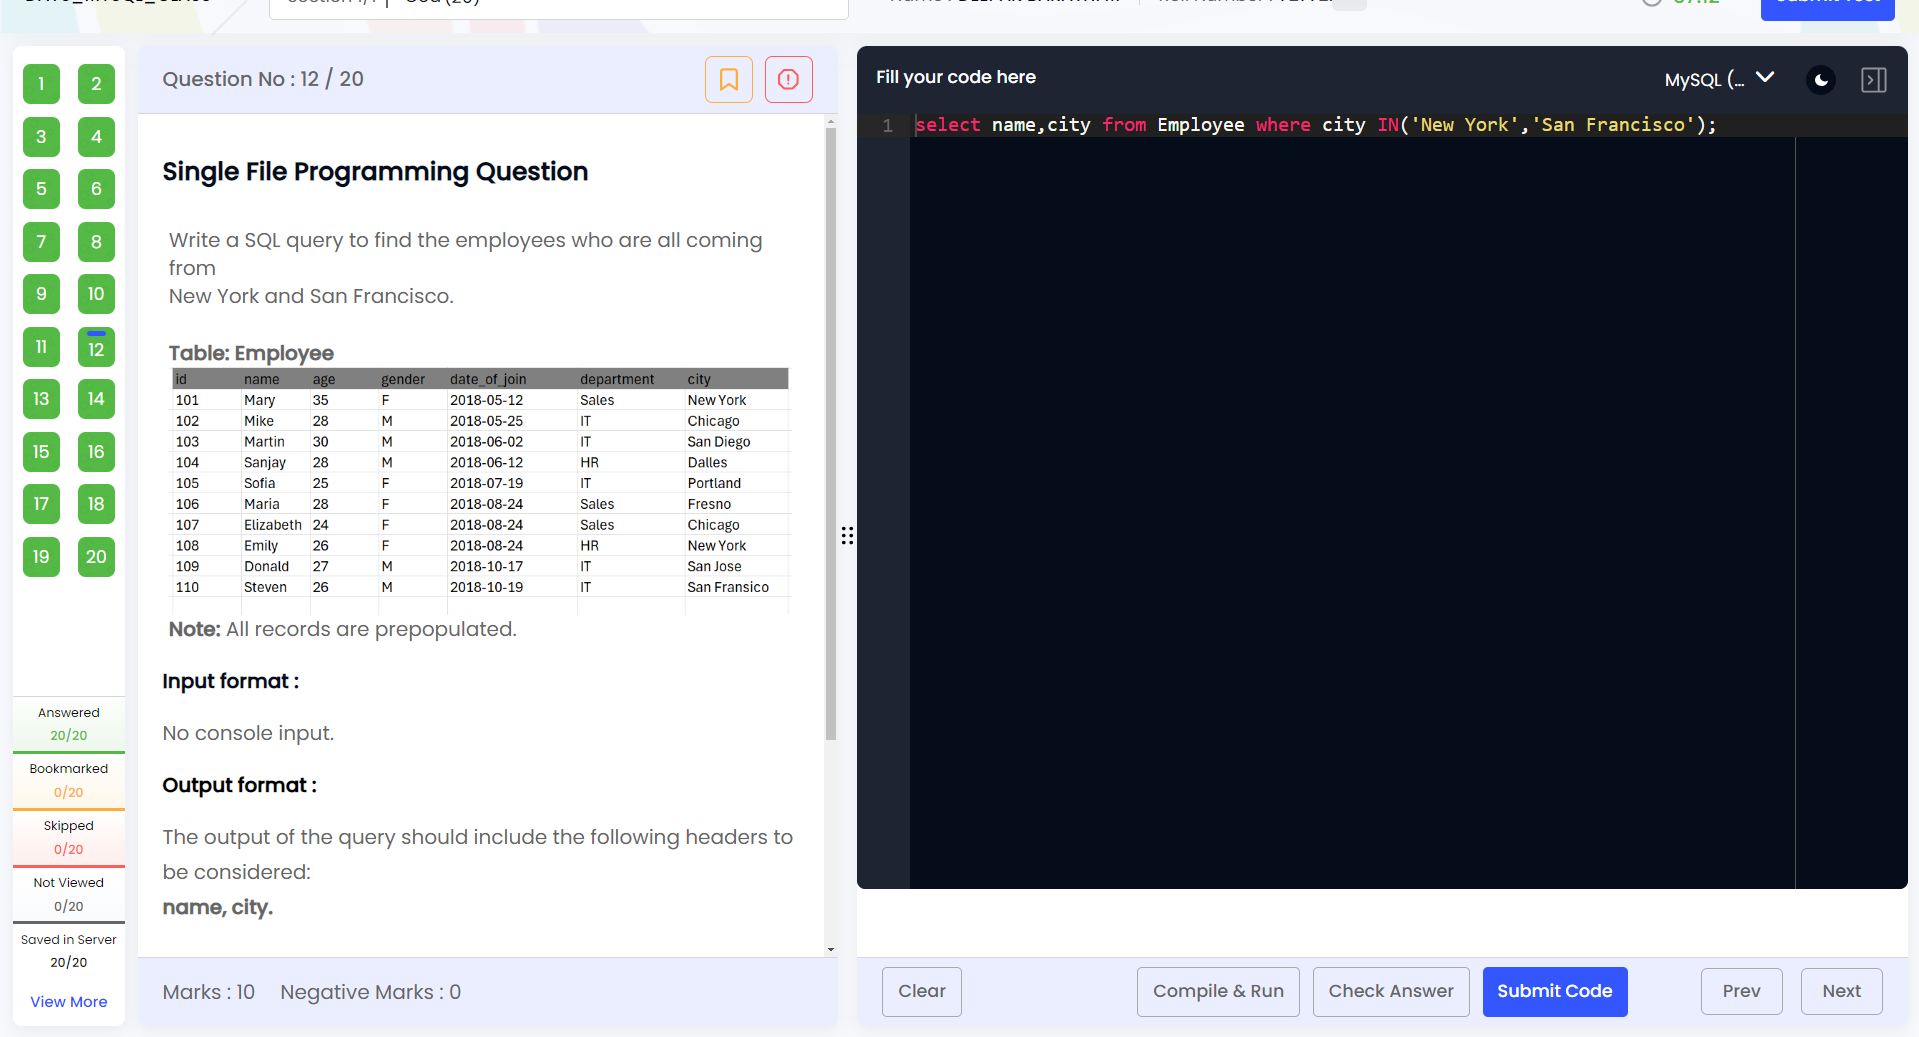 Question No : 12 / 20
Fill your code here
MySQL (...
1 2
3 4
5 6
7 8
9 10
11 12
13 14
15 16
17 18
19 20
Answered
20/20
Bookmarked
0/20
Skipped
0/20
Not Viewed
0/20
Saved in Server
20/20
View More
Single File Programming Question
Write a SQL query to find the employees who are all coming
from
New York and San Francisco.
Table: Employee
id name age gender date_of_join department city
101 Mary 35 F 2018-05-12 Sales New York
102 Mike 28 M 2018-05-25 IT Chicago
103 Martin 30 M 2018-06-02 IT San Diego
104 Sanjay 28 M 2018-06-12 HR Dalles
105 Sofia 25 F 2018-07-19 IT Portland
106 Maria 28 F 2018-08-24 Sales Fresno
107 Elizabeth 24 F 2018-08-24 Sales Chicago
108 Emily 26 F 2018-08-24 HR New York
109 Donald 27 M 2018-10-17 IT San Jose
110 Steven 26 M 2018-10-19 IT San Fransico
Note: All records are prepopulated.
Input format :
No console input.
Output format :
The output of the query should include the following headers to
be considered:
name, city.
Marks : 10 Negative Marks : 0
1 select name,city from Employee where city IN('New York','San Francisco');
Clear Compile & Run Check Answer Submit Code Prev Next